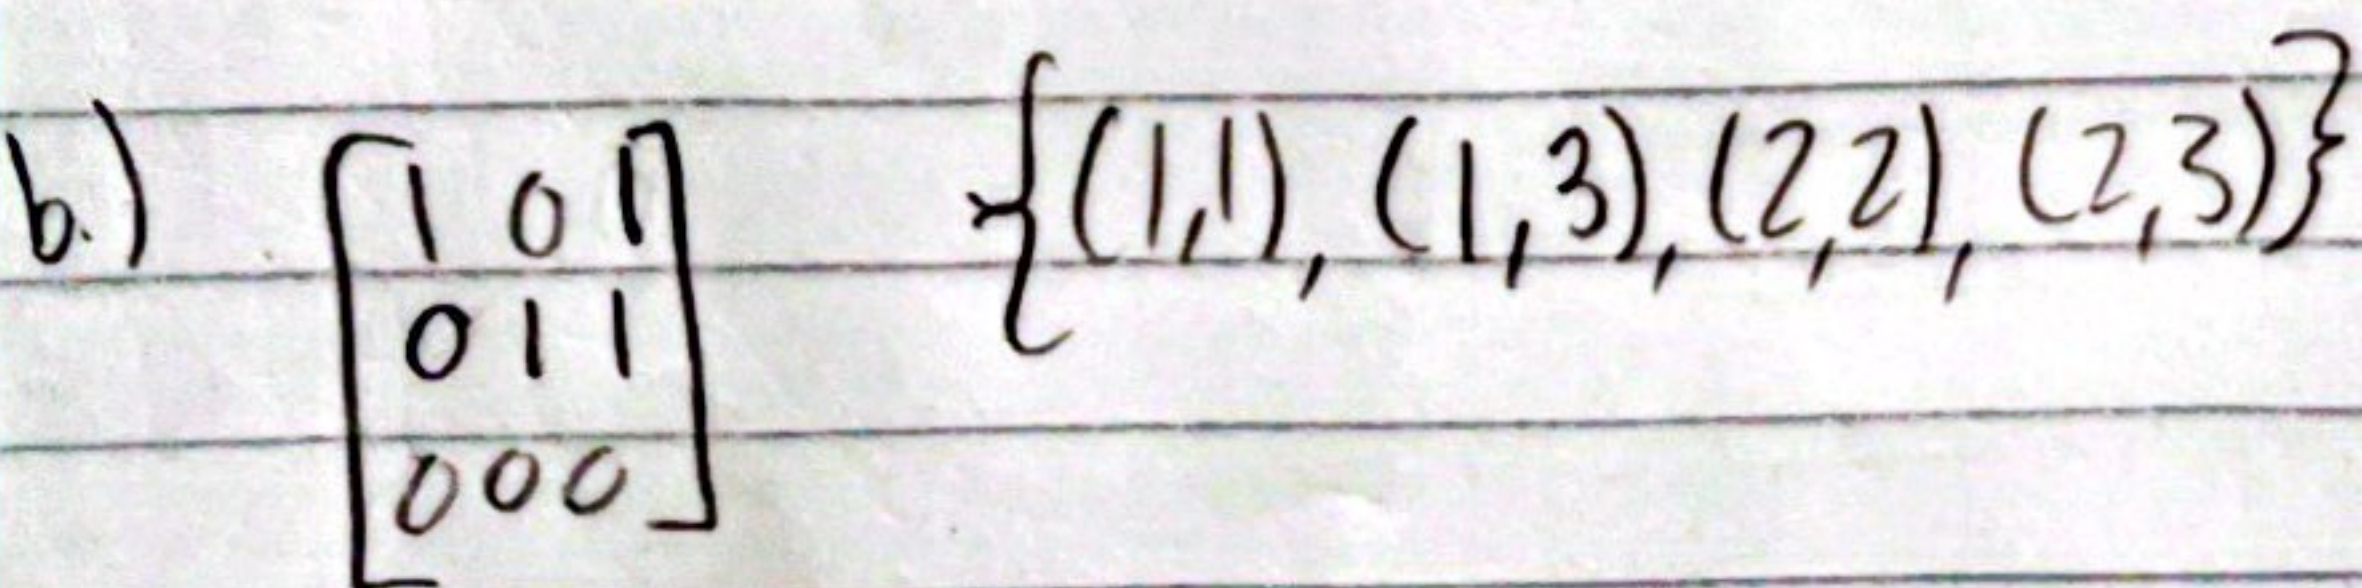 b.) [1 0 1 {(1,1), (1,3), (2,2), (2,3)}
0 1 1
0 0 0]